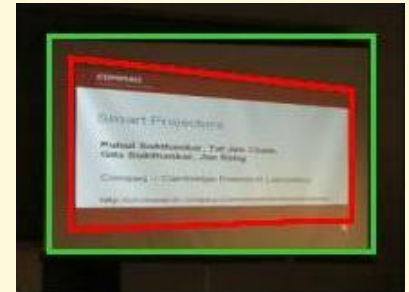 COMPAQ
Smart Projectors
Rahul Sukthankar, Tat-Jen Cham,
Gita Sukthankar, Jim Rehg
Compaq – Cambridge Research Laboratory